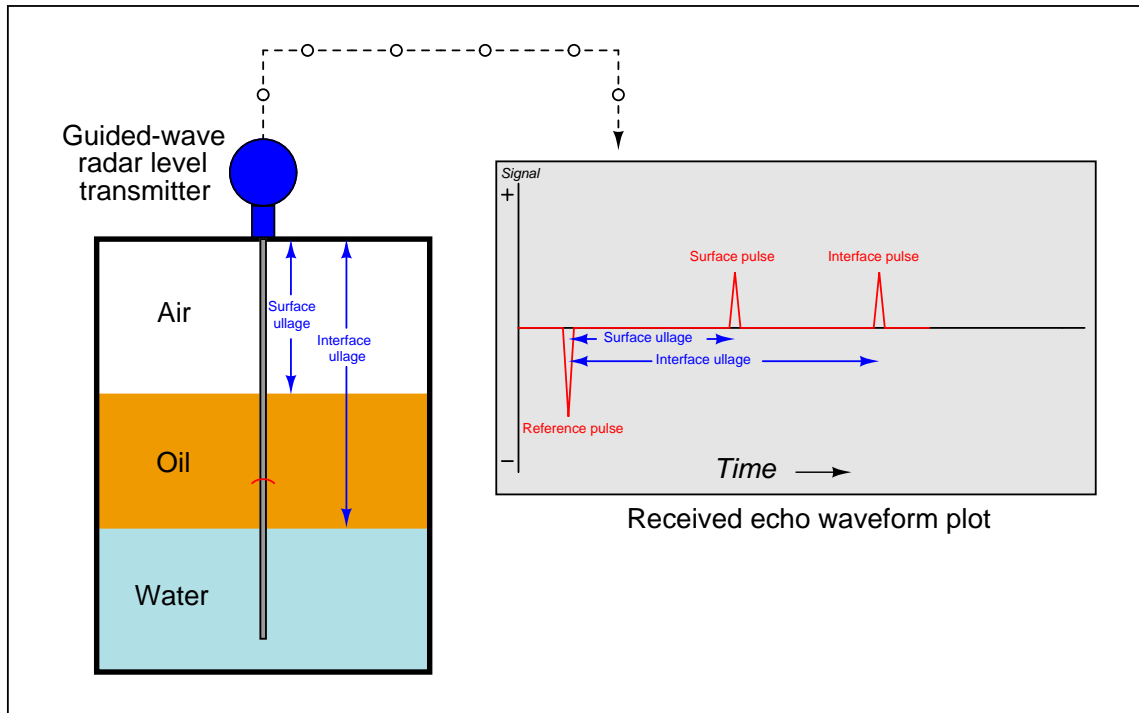 Guided-wave
radar level
transmitter
Air
Surface
ullage
Interface
ullage
Oil
Water
Signal
+
Surface pulse
Interface pulse
Surface ullage
Interface ullage
Reference pulse
−
Time
Received echo waveform plot